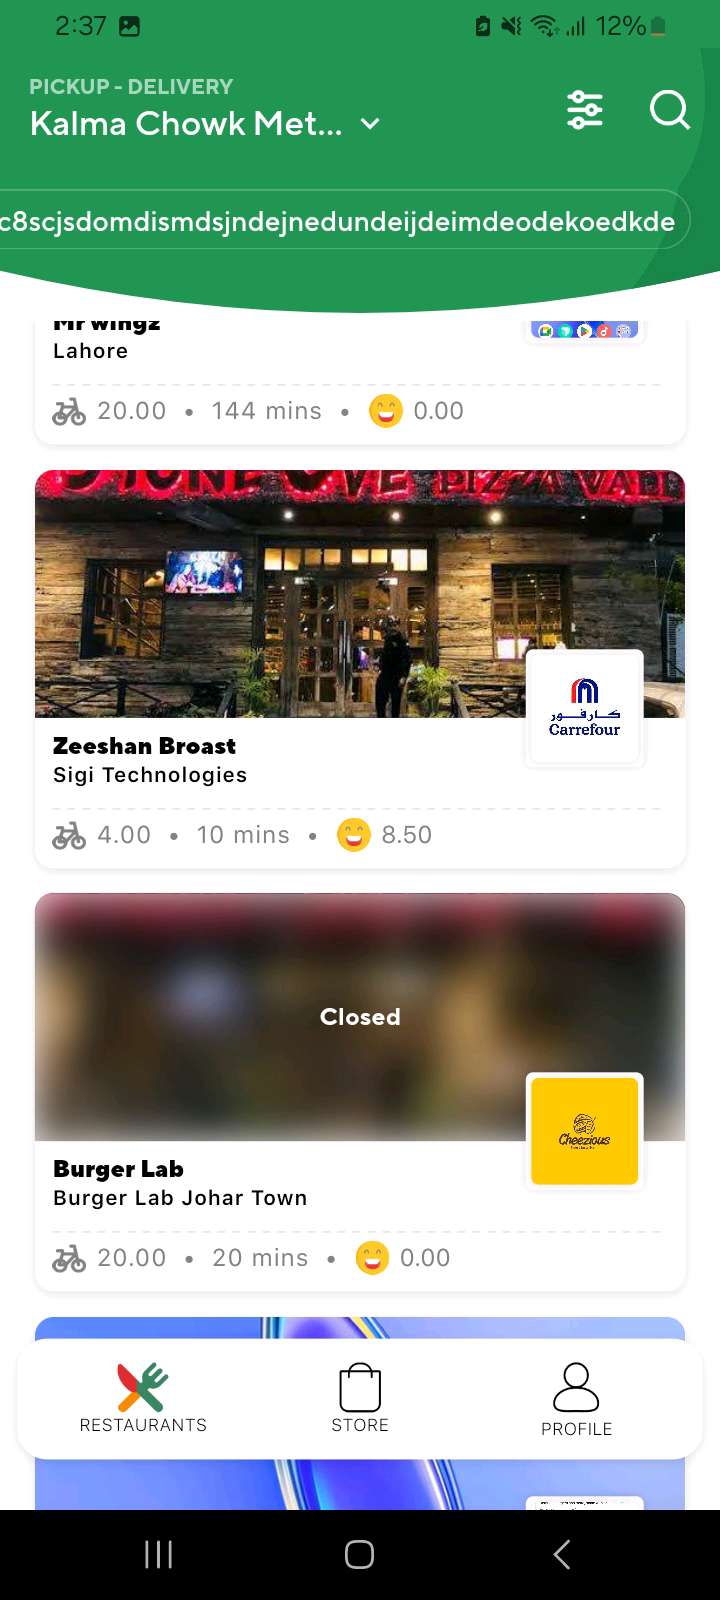 2:37
12%
PICKUP - DELIVERY
Kalma Chowk Met...
c8scjsdomdismdsjndejnedundeijdeimdeodekoedkde
Mr wingz
Lahore
20.00 • 144 mins • 0.00
PIZZA
كارفور
Carrefour
Zeeshan Broast
Sigi Technologies
4.00 • 10 mins • 8.50
Closed
Cheezious
Burger Lab
Burger Lab Johar Town
20.00 • 20 mins • 0.00
RESTAURANTS
STORE
PROFILE